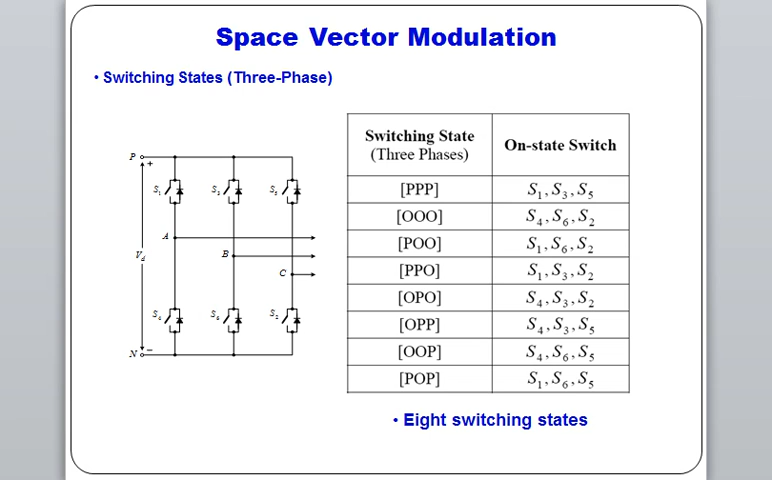 Space Vector Modulation
• Switching States (Three-Phase)
Switching State
(Three Phases)
On-state Switch
[PPP] S₁, S₃, S₅
[OOO] S₄, S₆, S₂
[POO] S₁, S₆, S₂
[PPO] S₁, S₃, S₂
[OPO] S₄, S₃, S₂
[OPP] S₄, S₃, S₅
[OOP] S₄, S₆, S₅
[POP] S₁, S₆, S₅
P
+
S₁ S₃ S₅
A
V_d B
C
S₄ S₆ S₂
N −
• Eight switching states